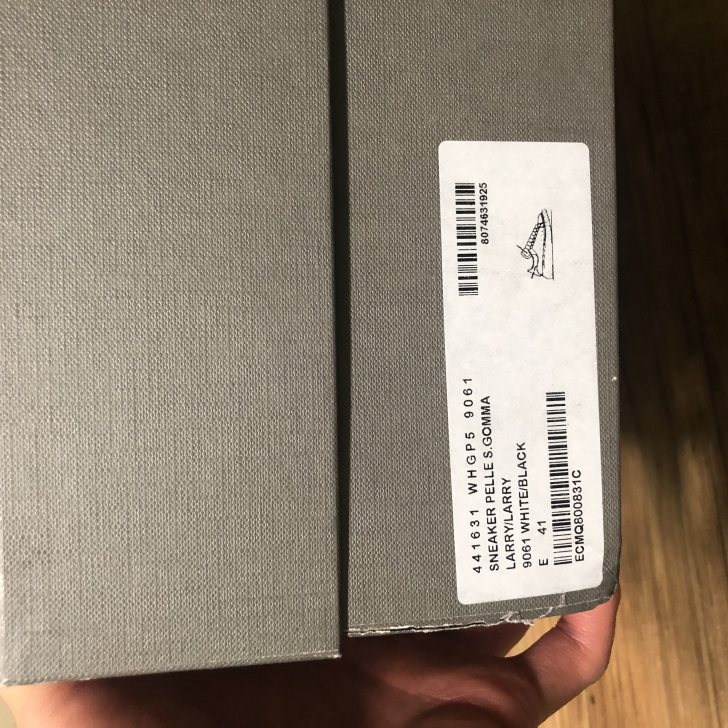 441631 WHGP5 9061
SNEAKER PELLE S.GOMMA
LARRY/LARRY
9061 WHITE/BLACK
E 41
ECMQ800831C
8074631925